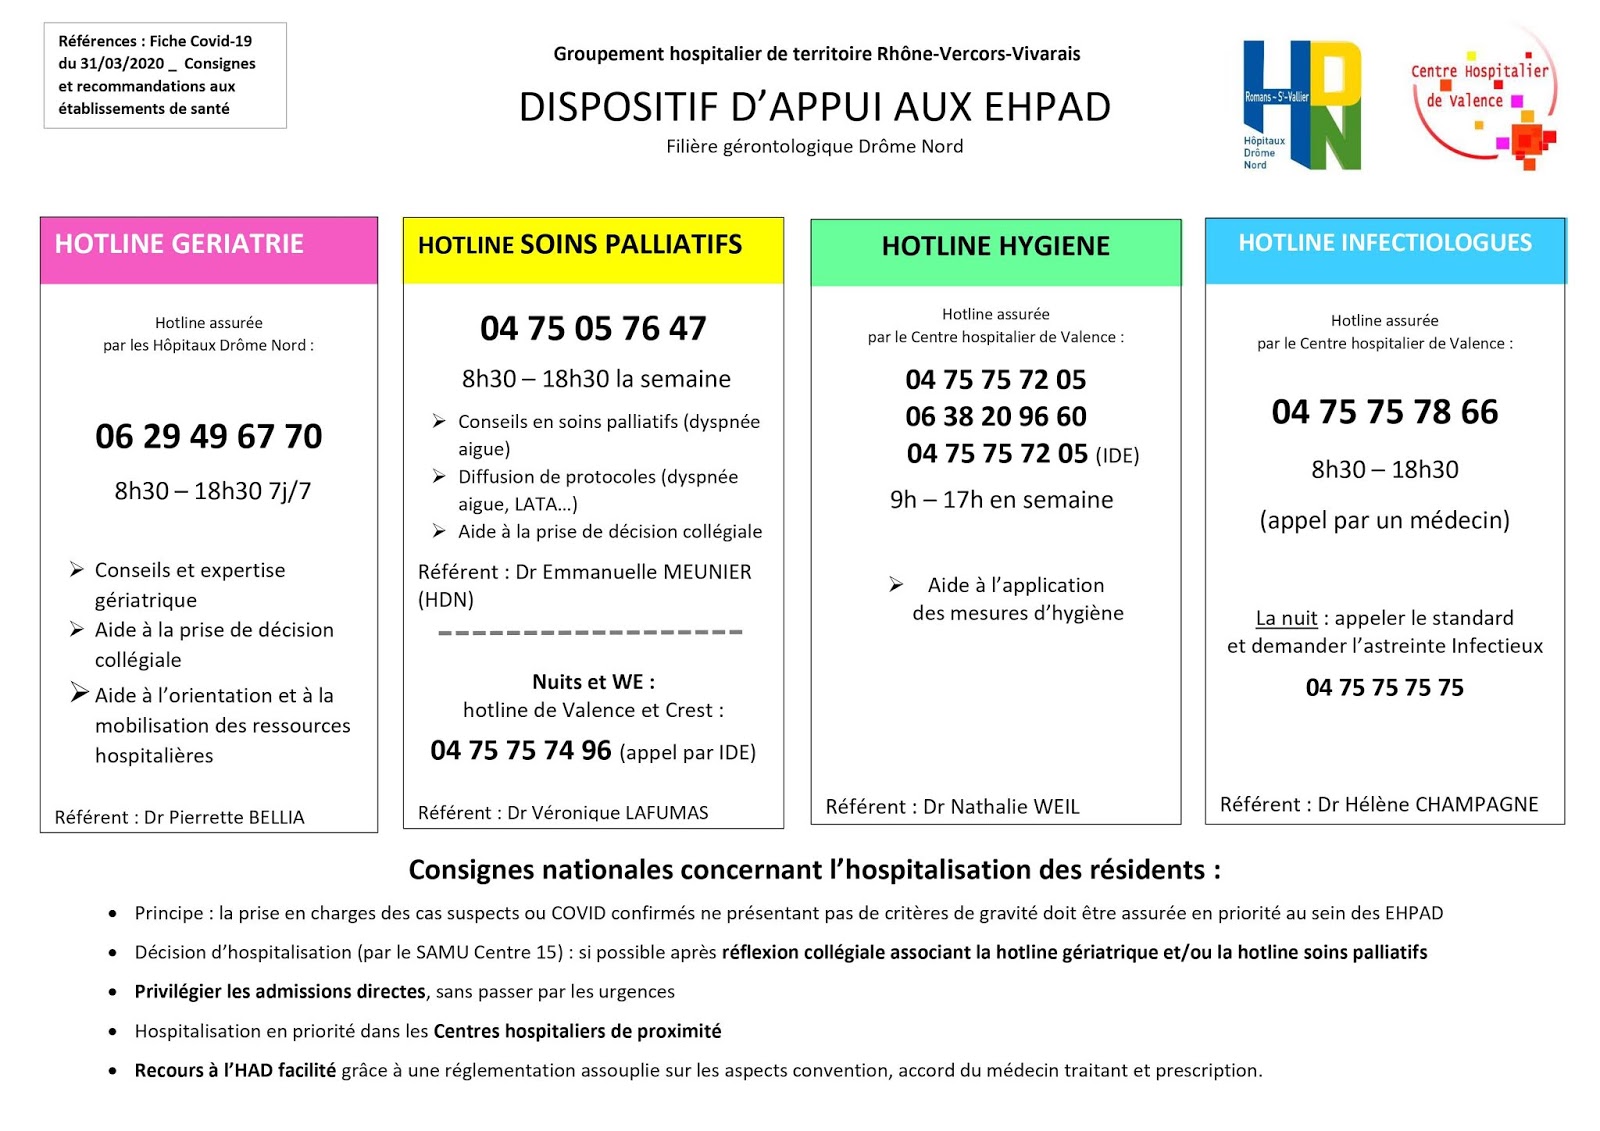 Références : Fiche Covid-19
du 31/03/2020 _ Consignes
et recommandations aux
établissements de santé
Groupement hospitalier de territoire Rhône-Vercors-Vivarais
DISPOSITIF D’APPUI AUX EHPAD
Filière gérontologique Drôme Nord
HDN
Romans - St-Vallier
Hôpitaux
Drôme
Nord
Centre Hospitalier
de Valence
HOTLINE GERIATRIE
Hotline assurée
par les Hôpitaux Drôme Nord :
06 29 49 67 70
8h30 – 18h30 7j/7
➢ Conseils et expertise
gériatrique
➢ Aide à la prise de décision
collégiale
➢ Aide à l’orientation et à la
mobilisation des ressources
hospitalières
Référent : Dr Pierrette BELLIA
HOTLINE SOINS PALLIATIFS
04 75 05 76 47
8h30 – 18h30 la semaine
➢ Conseils en soins palliatifs (dyspnée
aigue)
➢ Diffusion de protocoles (dyspnée
aigue, LATA…)
➢ Aide à la prise de décision collégiale
Référent : Dr Emmanuelle MEUNIER
(HDN)
Nuits et WE :
hotline de Valence et Crest :
04 75 75 74 96 (appel par IDE)
Référent : Dr Véronique LAFUMAS
HOTLINE HYGIENE
Hotline assurée
par le Centre hospitalier de Valence :
04 75 75 72 05
06 38 20 96 60
04 75 75 72 05 (IDE)
9h – 17h en semaine
➢ Aide à l’application
des mesures d’hygiène
Référent : Dr Nathalie WEIL
HOTLINE INFECTIOLOGUES
Hotline assurée
par le Centre hospitalier de Valence :
04 75 75 78 66
8h30 – 18h30
(appel par un médecin)
La nuit : appeler le standard
et demander l’astreinte Infectieux
04 75 75 75 75
Référent : Dr Hélène CHAMPAGNE
Consignes nationales concernant l’hospitalisation des résidents :
• Principe : la prise en charges des cas suspects ou COVID confirmés ne présentant pas de critères de gravité doit être assurée en priorité au sein des EHPAD
• Décision d’hospitalisation (par le SAMU Centre 15) : si possible après réflexion collégiale associant la hotline gériatrique et/ou la hotline soins palliatifs
• Privilégier les admissions directes, sans passer par les urgences
• Hospitalisation en priorité dans les Centres hospitaliers de proximité
• Recours à l’HAD facilité grâce à une réglementation assouplie sur les aspects convention, accord du médecin traitant et prescription.